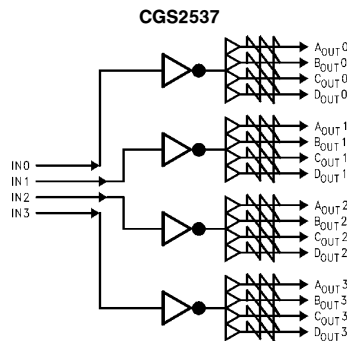 CGS2537
AOUT0
BOUT0
COUT0
DOUT0
AOUT1
BOUT1
COUT1
DOUT1
IN0
IN1
IN2
IN3
AOUT2
BOUT2
COUT2
DOUT2
AOUT3
BOUT3
COUT3
DOUT3